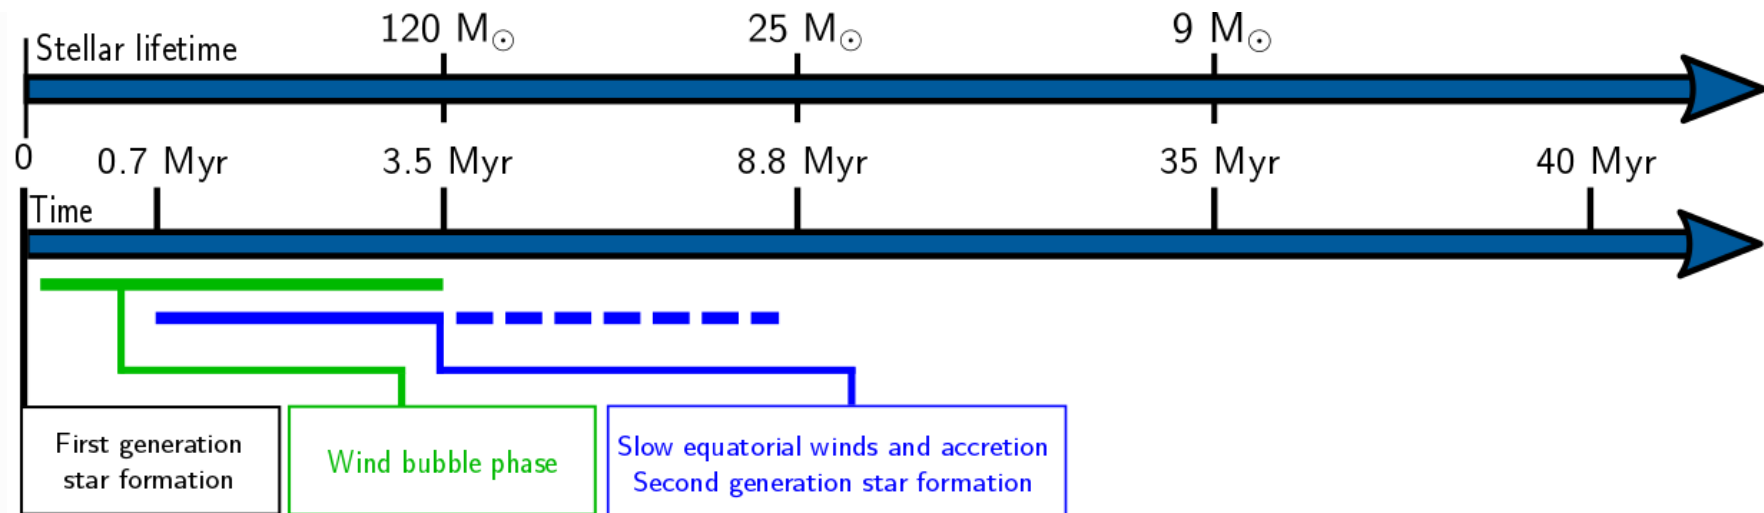 Stellar lifetime
120 M☉
25 M☉
9 M☉
0
0.7 Myr
3.5 Myr
8.8 Myr
35 Myr
40 Myr
Time
First generation
star formation
Wind bubble phase
Slow equatorial winds and accretion
Second generation star formation